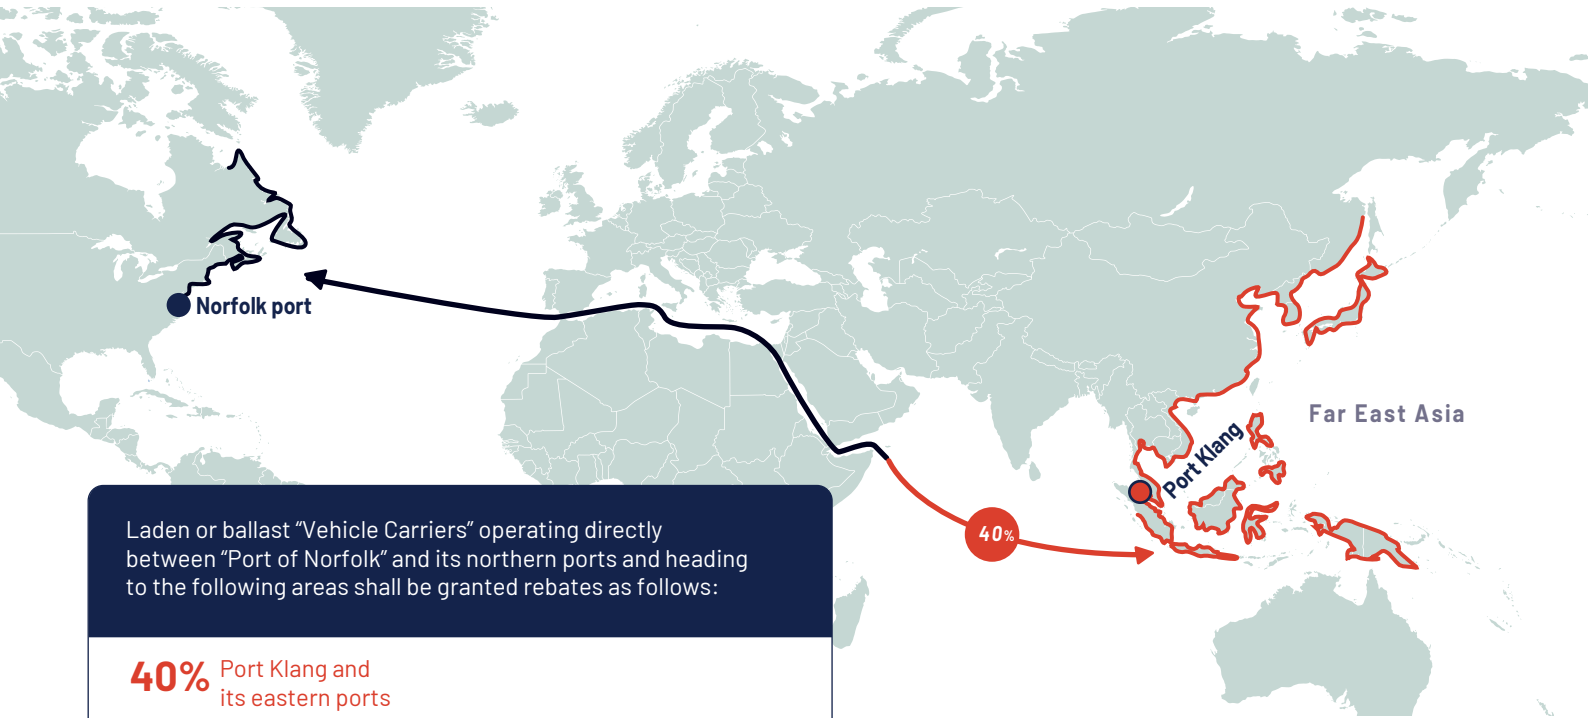 Norfolk port
Far East Asia
Port Klang
40%
Laden or ballast “Vehicle Carriers” operating directly
between “Port of Norfolk” and its northern ports and heading
to the following areas shall be granted rebates as follows:
40% Port Klang and
its eastern ports